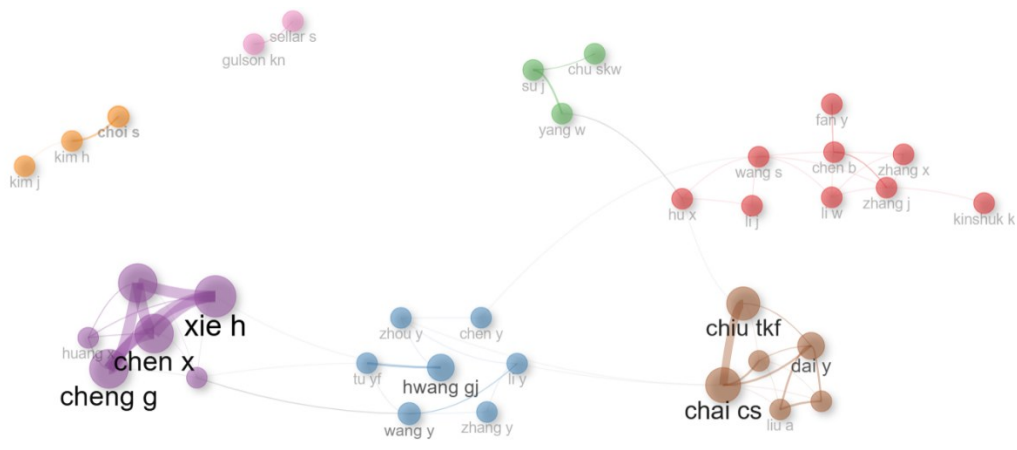 sellar s
gulson kn
chu skw
su j
yang w
choi s
kim h
kim j
fan y
chen b
wang s
zhang x
li w
zhang j
hu x
li j
kinshuk k
xie h
huang x
chen x
cheng g
zhou y
chen y
tu yf
hwang gj
li y
wang y
zhang y
chiu tkf
dai y
chai cs
liu a